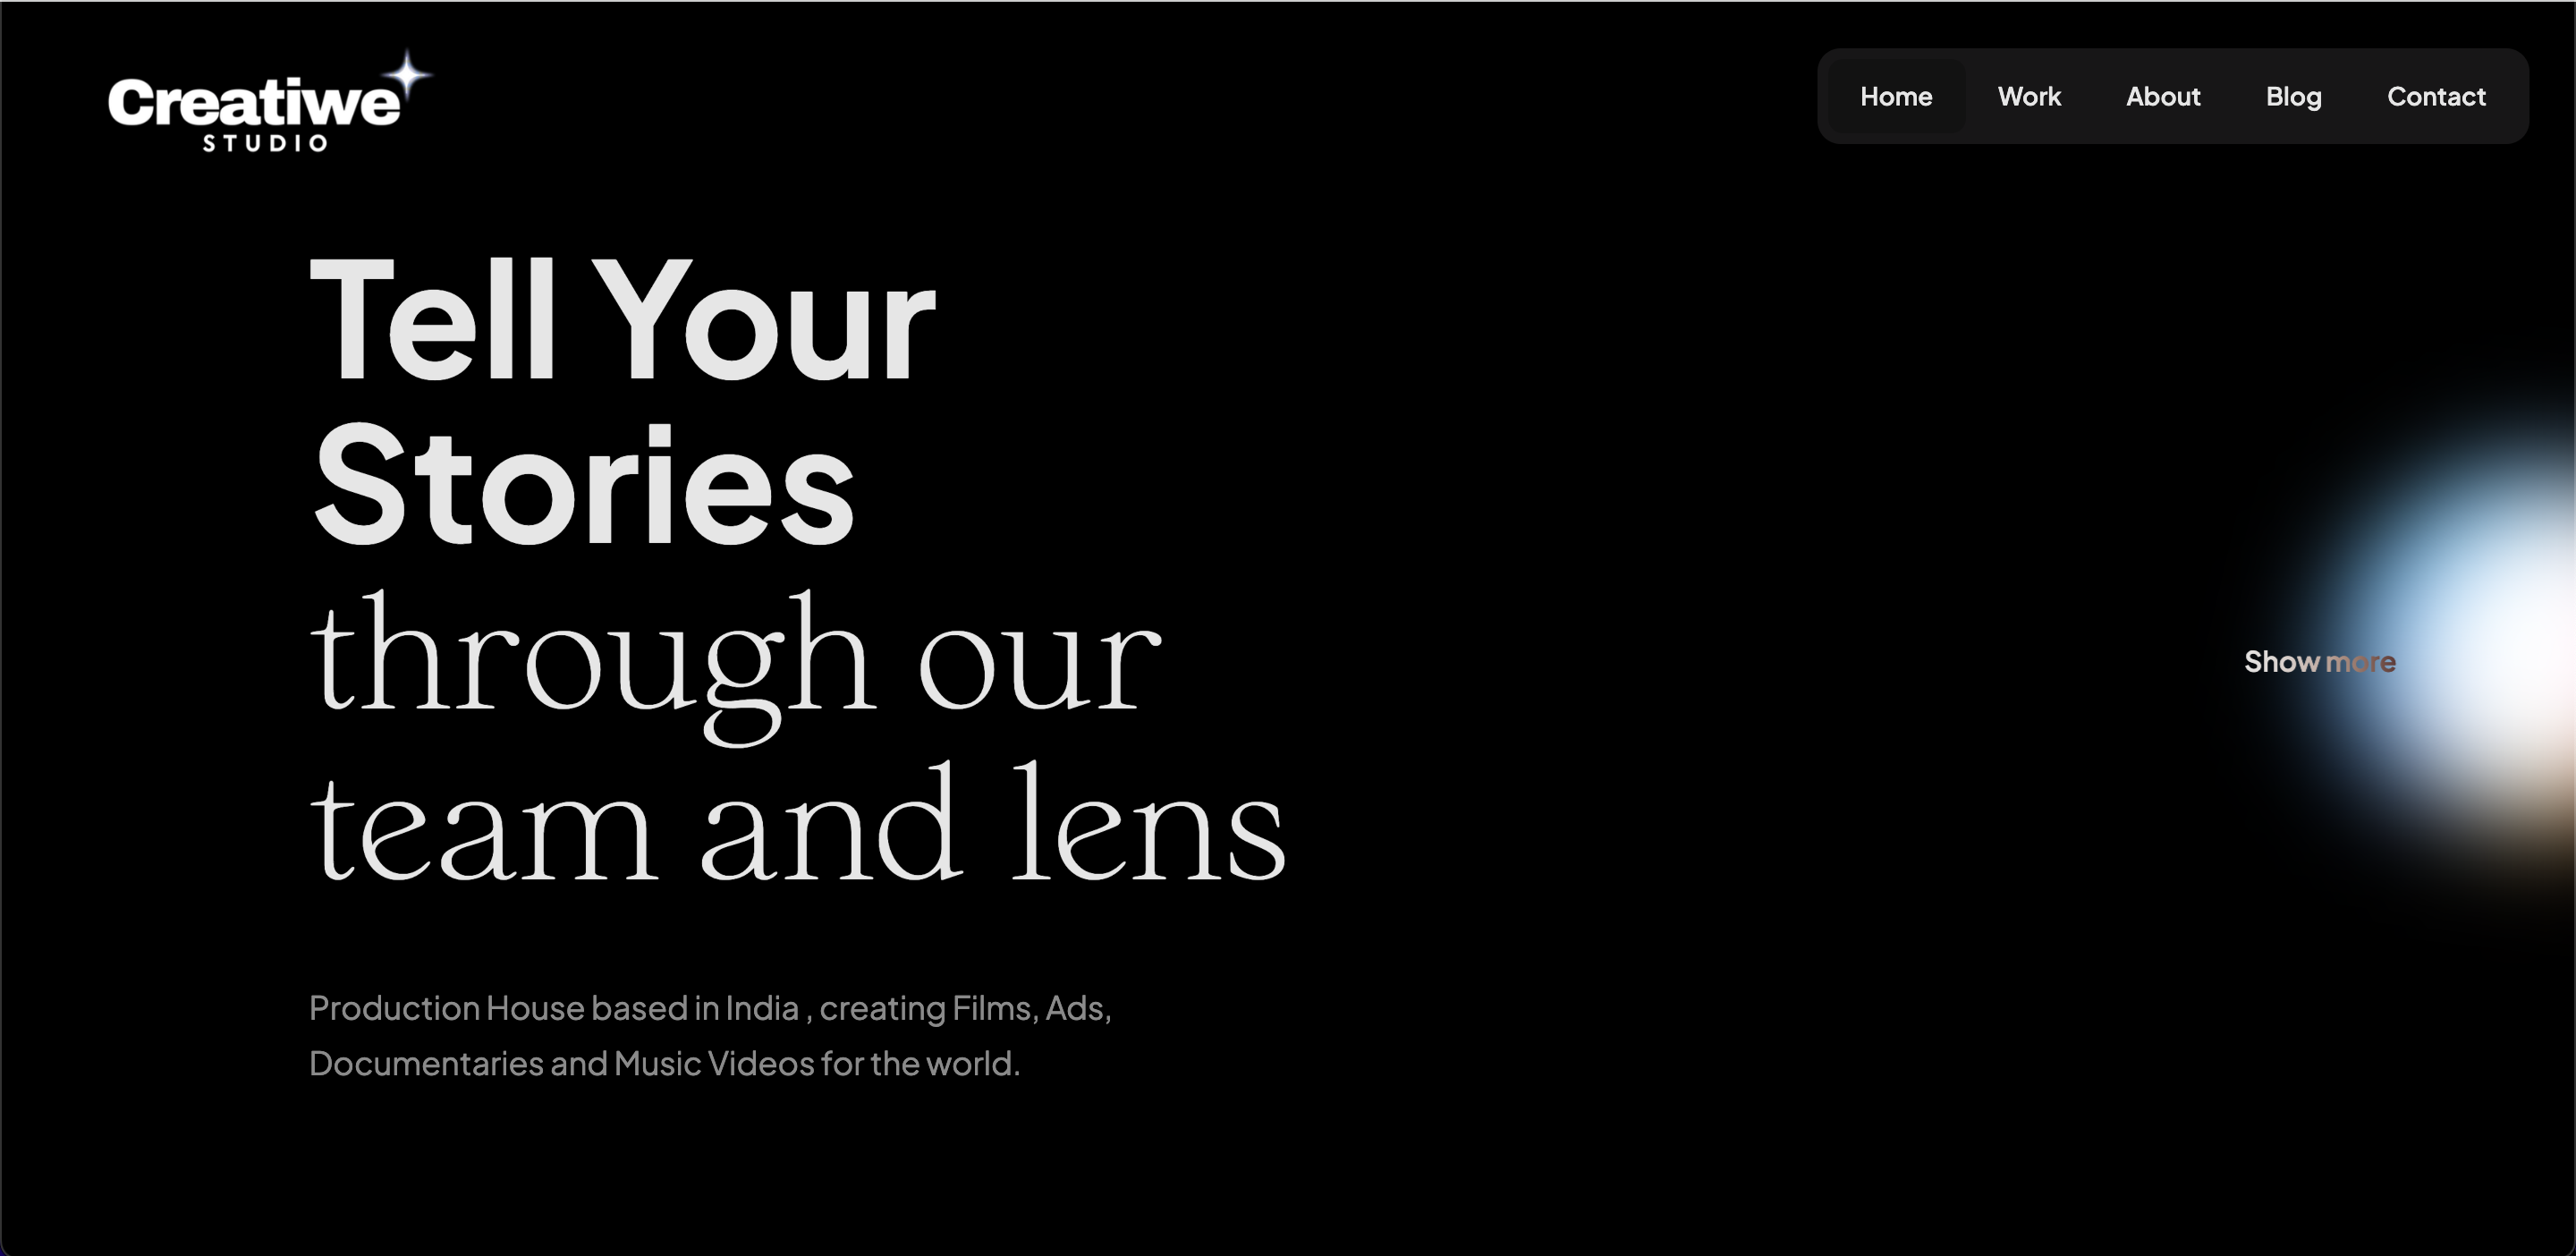 Creatiwe
STUDIO
Home Work About Blog Contact
Tell Your
Stories
through our
team and lens
Show more
Production House based in India , creating Films, Ads,
Documentaries and Music Videos for the world.